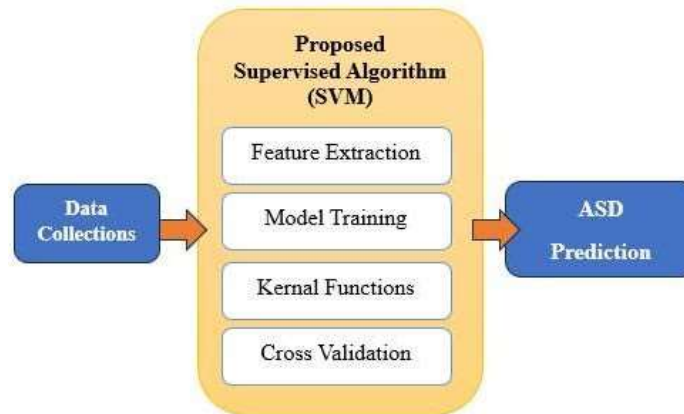 Proposed
Supervised Algorithm
(SVM)
Feature Extraction
Data
Collections
Model Training
Kernal Functions
Cross Validation
ASD
Prediction